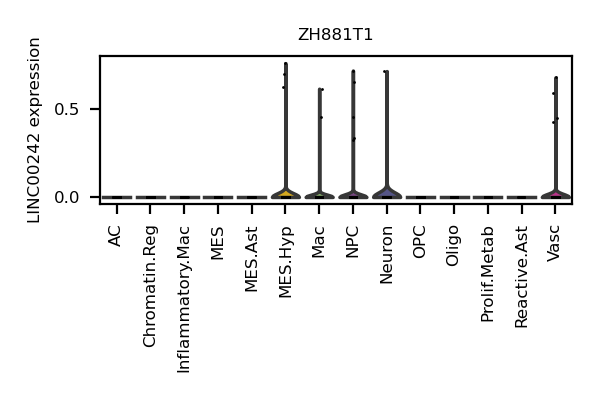 ZH881T1
LINC00242 expression
0.5
0.0
AC
Chromatin.Reg
Inflammatory.Mac
MES
MES.Ast
MES.Hyp
Mac
NPC
Neuron
OPC
Oligo
Prolif.Metab
Reactive.Ast
Vasc